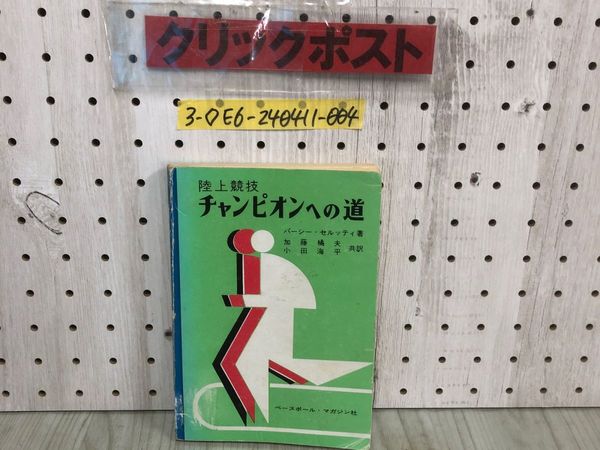 クリックポスト
3-○E6-240411-004
陸上競技
チャンピオンへの道
パーシー・セルッティ著
加藤橘夫
小田海平 共訳
ベースボール・マガジン社